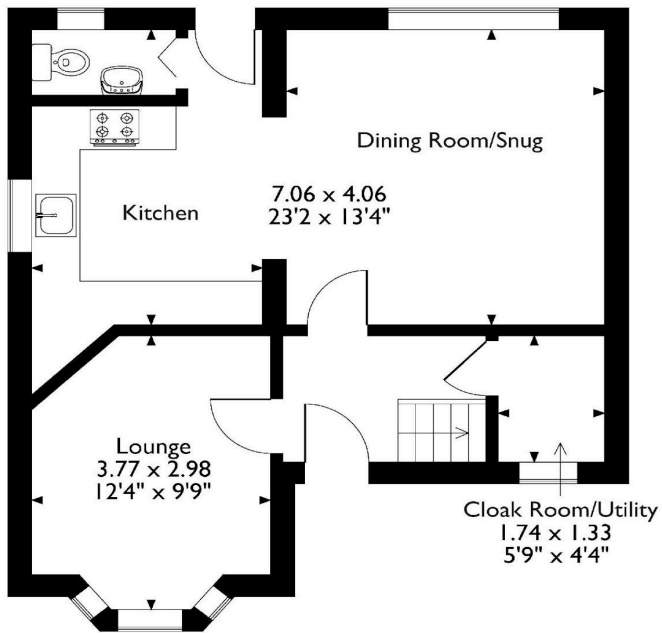 Dining Room/Snug
Kitchen
7.06 x 4.06
23'2 x 13'4"
Lounge
3.77 x 2.98
12'4" x 9'9"
Cloak Room/Utility
1.74 x 1.33
5'9" x 4'4"